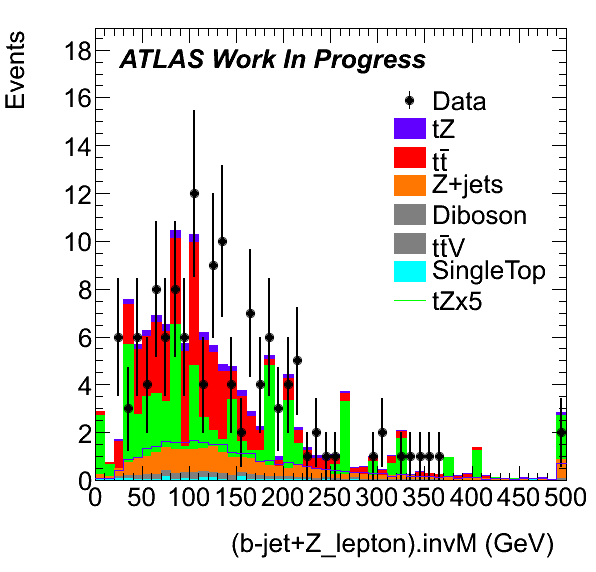 Events
18
16
14
12
10
8
6
4
2
0
ATLAS Work In Progress
Data
tZ
tt̄
Z+jets
Diboson
tt̄V
SingleTop
tZx5
0 50 100 150 200 250 300 350 400 450 500
(b-jet+Z_lepton).invM (GeV)